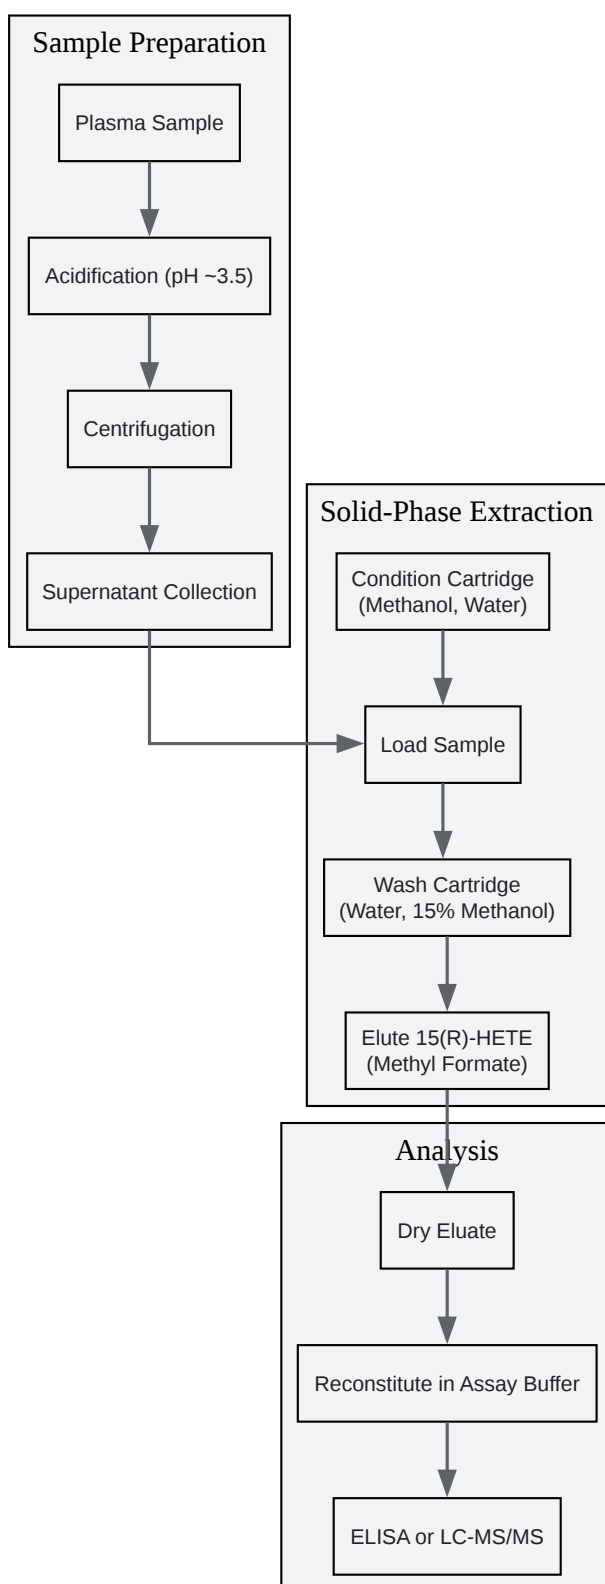 Sample Preparation
Plasma Sample
Acidification (pH ~3.5)
Centrifugation
Supernatant Collection
Solid-Phase Extraction
Condition Cartridge
(Methanol, Water)
Load Sample
Wash Cartridge
(Water, 15% Methanol)
Elute 15(R)-HETE
(Methyl Formate)
Analysis
Dry Eluate
Reconstitute in Assay Buffer
ELISA or LC-MS/MS